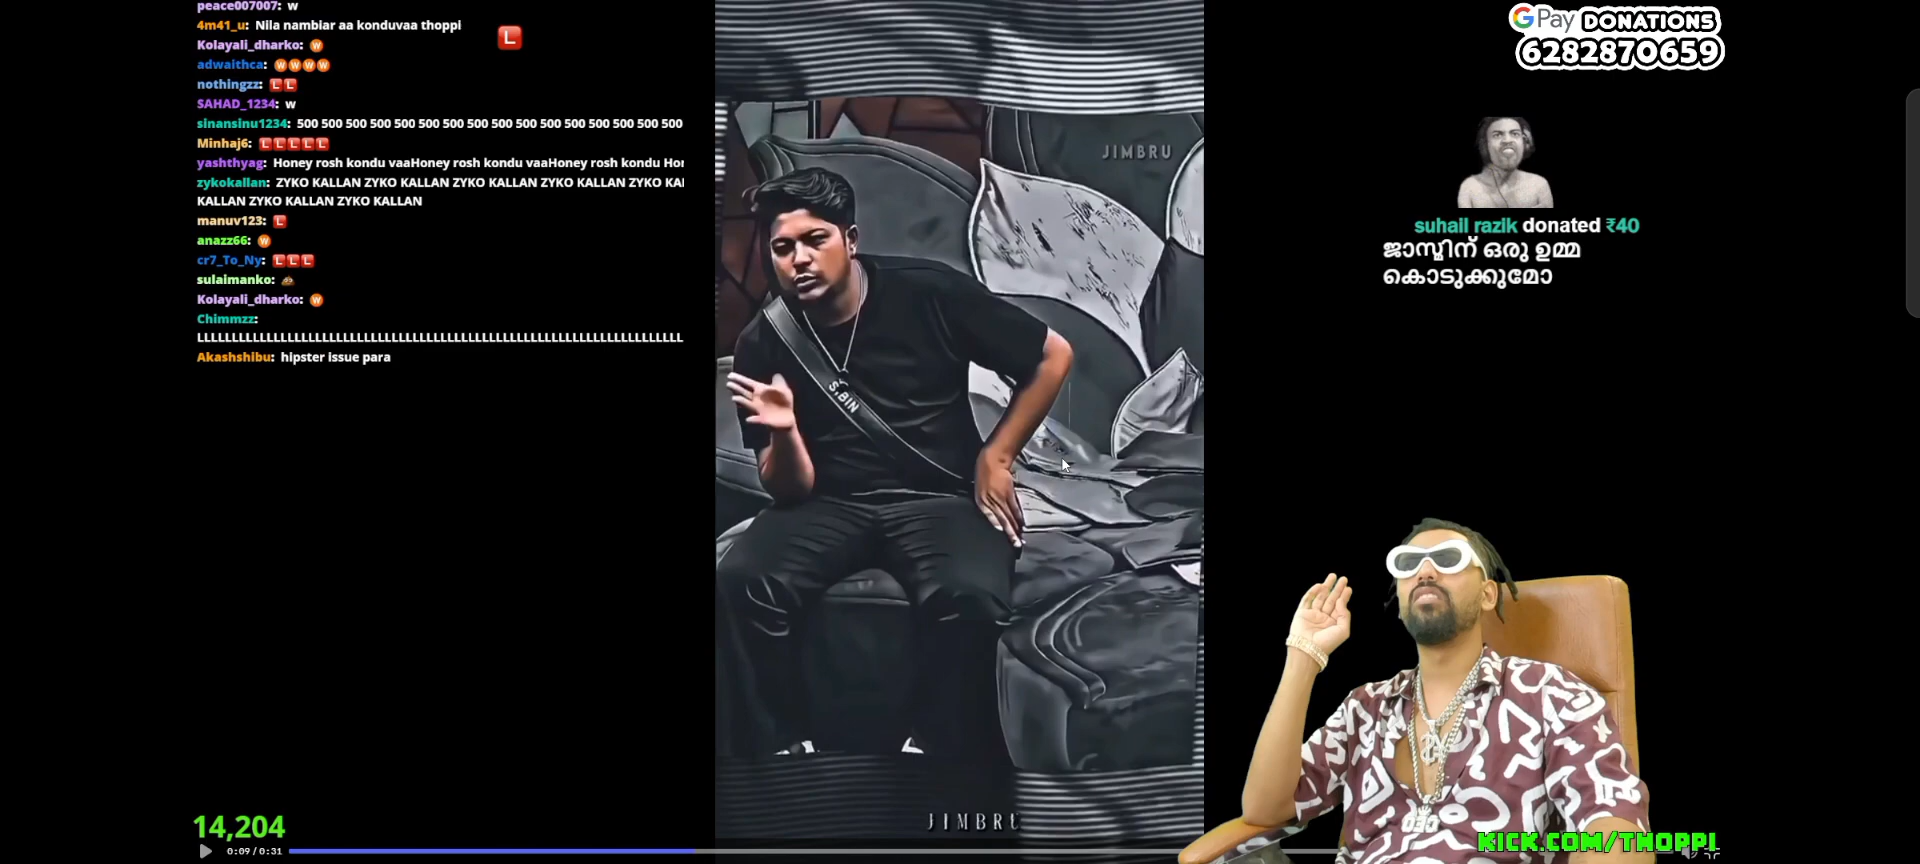 peace007007: w
4m41_u: Nila nambiar aa konduvaa thoppi
L
Kolayali_dharko: W
adwaithca: W W W W
nothingzz: L L
SAHAD_1234: w
sinansinu1234: 500 500 500 500 500 500 500 500 500 500 500 500 500 500 500 500
Minhaj6: L L L L L
yashthyag: Honey rosh kondu vaaHoney rosh kondu vaaHoney rosh kondu Hor
zykokallan: ZYKO KALLAN ZYKO KALLAN ZYKO KALLAN ZYKO KALLAN ZYKO KAL
KALLAN ZYKO KALLAN ZYKO KALLAN
manuv123: L
anazz66: W
cr7_To_Ny: L L L
sulaimanko:
Kolayali_dharko: W
Chimmzz:
Akashshibu: hipster issue para
14,204
0:09 / 0:31
JIMBRU
S;BIN
JIMBRU
G Pay DONATIONS
6282870659
suhail razik donated ₹40
ജാസ്മിന് ഒരു ഉമ്മ
കൊടുക്കുമോ
CEO
KICK.COM/THOPPI